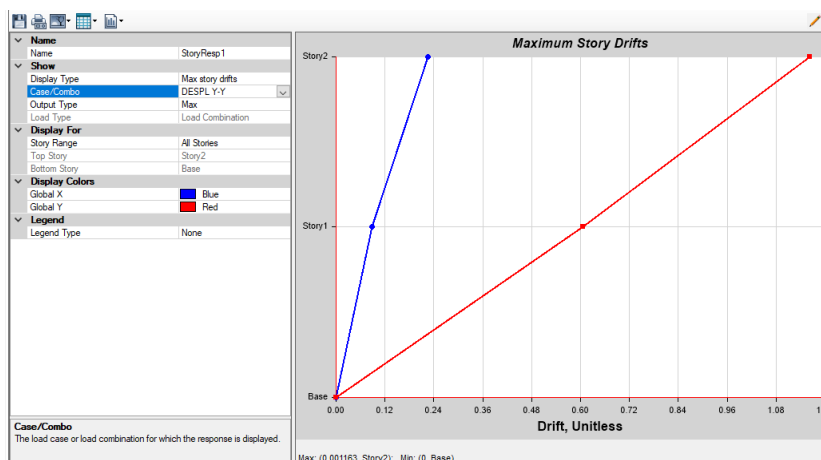 Name
Name StoryResp1
Show
Display Type Max story drifts
Case/Combo DESPL Y-Y
Output Type Max
Load Type Load Combination
Display For
Story Range All Stories
Top Story Story2
Bottom Story Base
Display Colors
Global X Blue
Global Y Red
Legend
Legend Type None
Case/Combo
The load case or load combination for which the response is displayed.
Maximum Story Drifts
Story2
Story1
Base
0.00 0.12 0.24 0.36 0.48 0.60 0.72 0.84 0.96 1.08
Drift, Unitless
Max: (0.001163, Story2); Min: (0, Base)